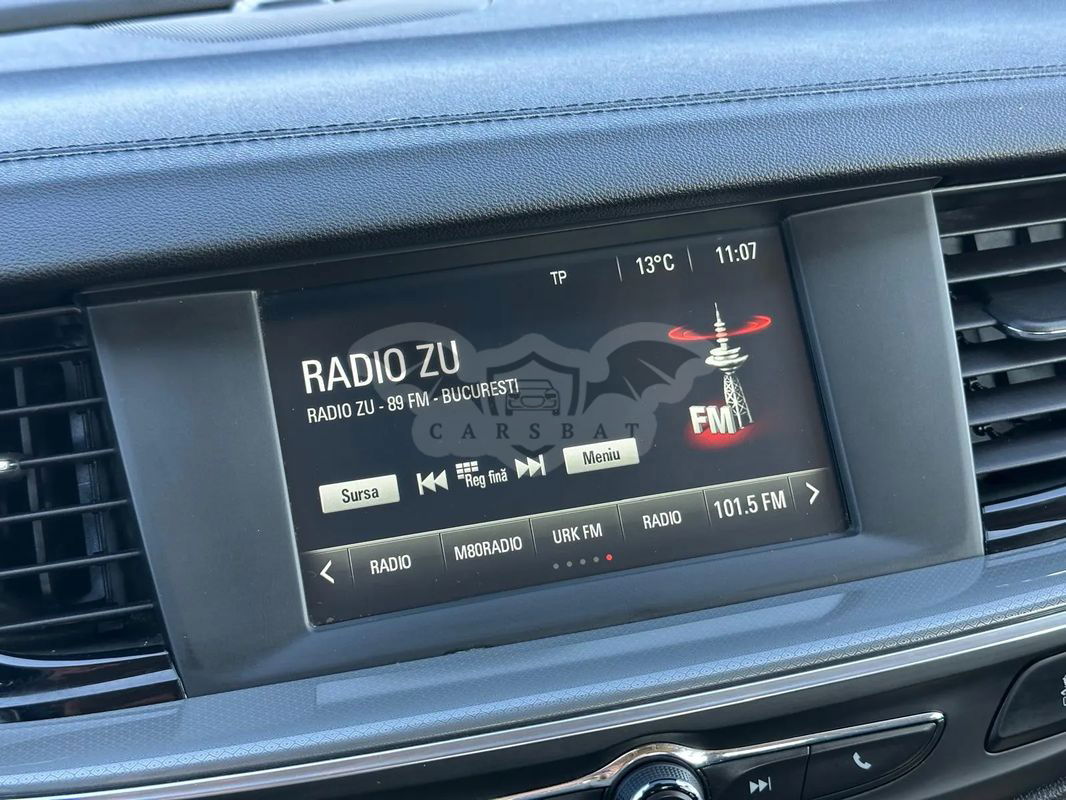 TP 13°C 11:07
RADIO ZU
RADIO ZU - 89 FM - BUCURESTI
CARSBAT
FM
Sursa Reg fină Meniu
RADIO M80RADIO URK FM RADIO 101.5 FM